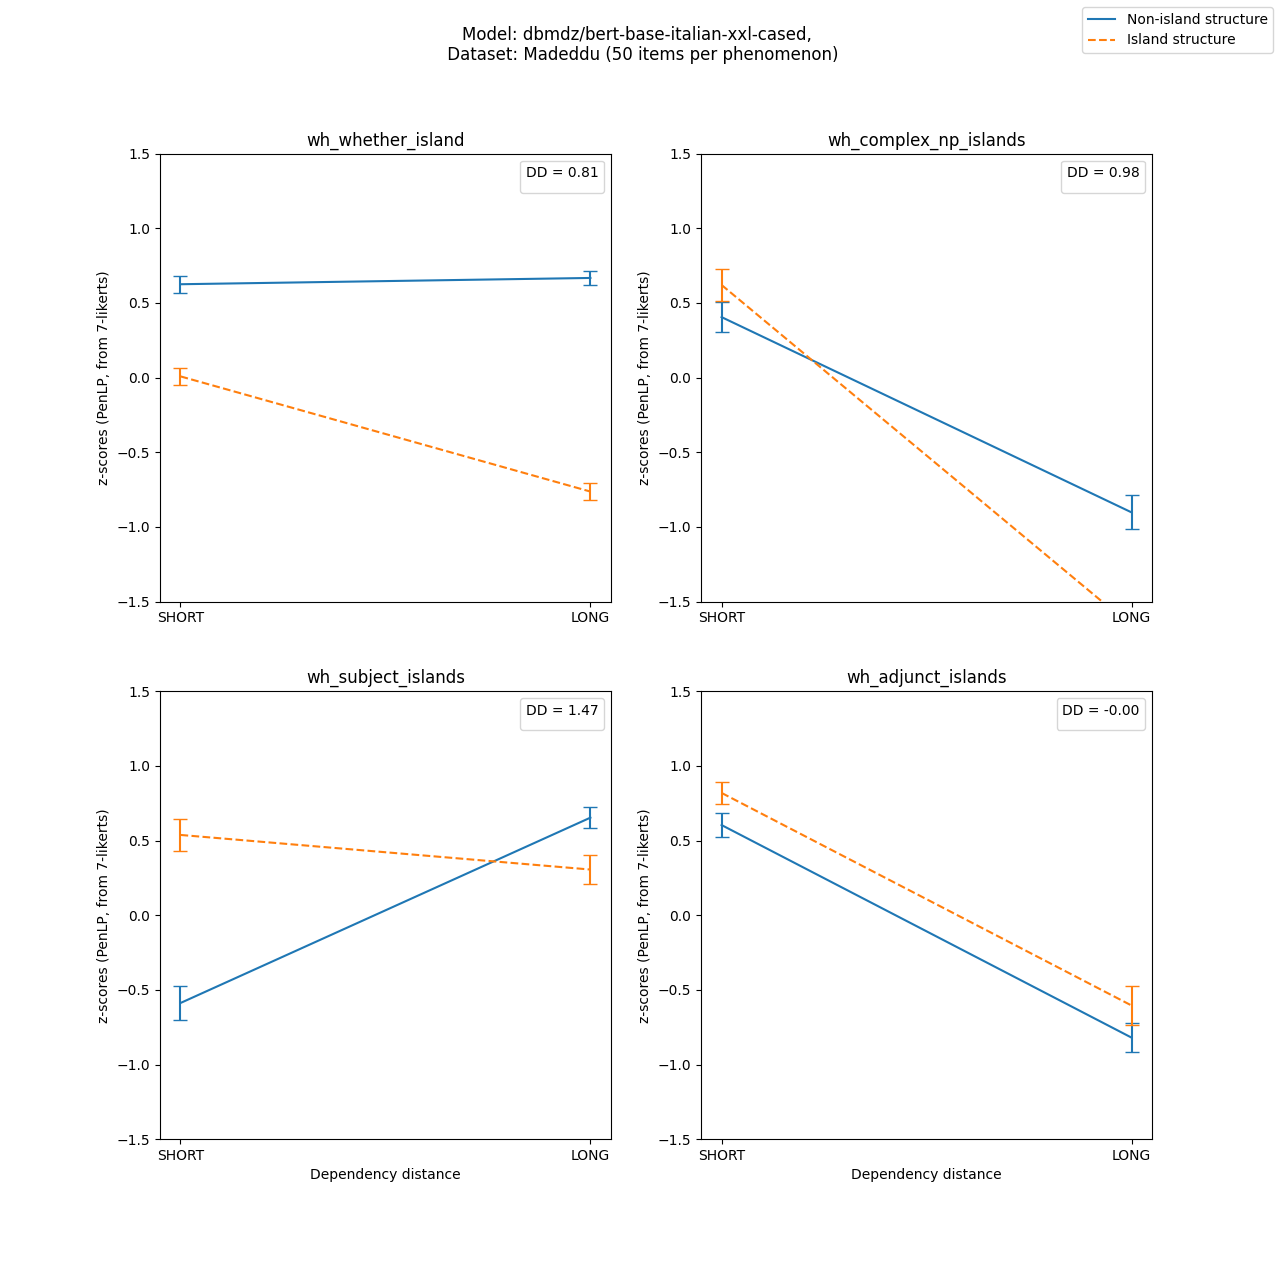 Model: dbmdz/bert-base-italian-xxl-cased,
Dataset: Madeddu (50 items per phenomenon)
Non-island structure
Island structure
wh_whether_island
DD = 0.81
1.5
1.0
0.5
0.0
−0.5
−1.0
−1.5
z-scores (PenLP, from 7-likerts)
SHORT
LONG
wh_complex_np_islands
DD = 0.98
1.5
1.0
0.5
0.0
−0.5
−1.0
−1.5
z-scores (PenLP, from 7-likerts)
SHORT
LONG
wh_subject_islands
DD = 1.47
1.5
1.0
0.5
0.0
−0.5
−1.0
−1.5
z-scores (PenLP, from 7-likerts)
SHORT
LONG
Dependency distance
wh_adjunct_islands
DD = -0.00
1.5
1.0
0.5
0.0
−0.5
−1.0
−1.5
z-scores (PenLP, from 7-likerts)
SHORT
LONG
Dependency distance